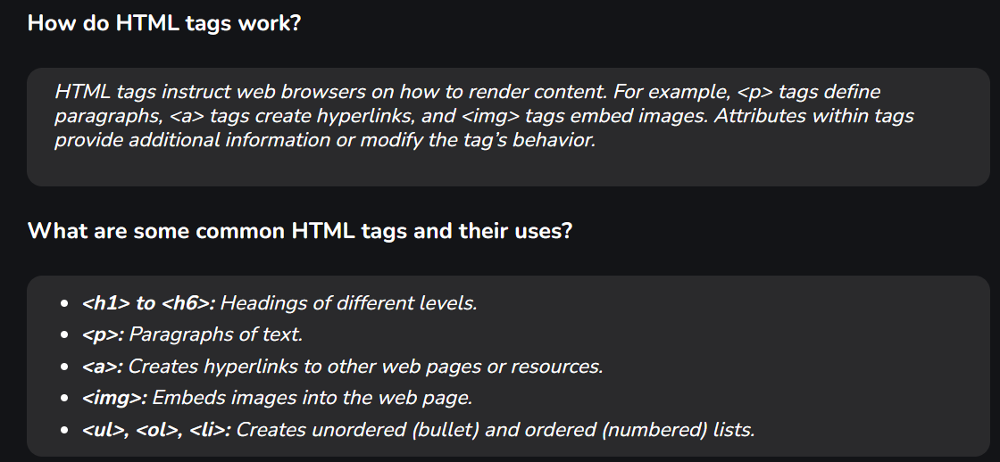 How do HTML tags work?
HTML tags instruct web browsers on how to render content. For example, <p> tags define
paragraphs, <a> tags create hyperlinks, and <img> tags embed images. Attributes within tags
provide additional information or modify the tag’s behavior.
What are some common HTML tags and their uses?
• <h1> to <h6>: Headings of different levels.
• <p>: Paragraphs of text.
• <a>: Creates hyperlinks to other web pages or resources.
• <img>: Embeds images into the web page.
• <ul>, <ol>, <li>: Creates unordered (bullet) and ordered (numbered) lists.